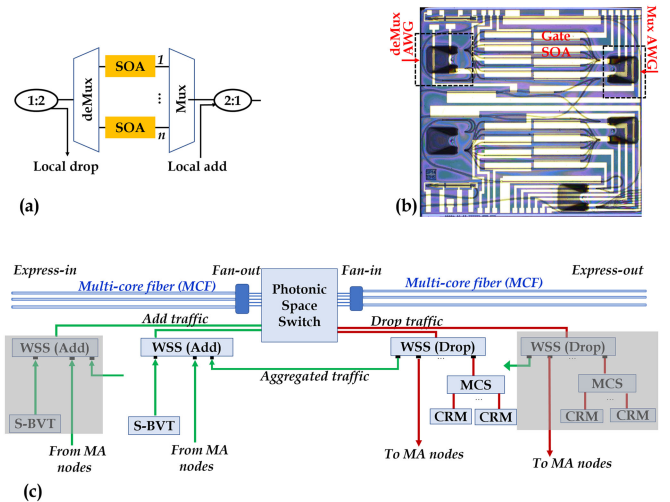 (a)
1:2
deMux
SOA
1
...
SOA
n
Mux
2:1
Local drop
Local add
(b)
deMux
AWG
Gate
SOA
Mux AWG
Express-in
Fan-out
Photonic
Space
Switch
Fan-in
Express-out
Multi-core fiber (MCF)
Multi-core fiber (MCF)
Add traffic
Drop traffic
WSS (Add)
WSS (Add)
WSS (Drop)
WSS (Drop)
...
...
Aggregated traffic
MCS
MCS
...
...
S-BVT
S-BVT
CRM
CRM
CRM
CRM
From MA
nodes
From MA
nodes
To MA nodes
To MA nodes
(c)